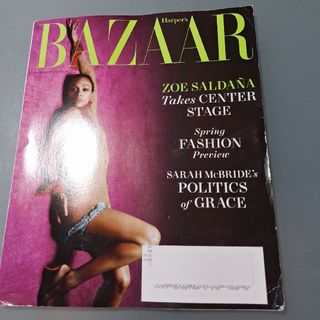 Harper's
BAZAAR
ZOE SALDAÑA
Takes CENTER
STAGE
Spring
FASHION
Preview
SARAH McBRIDE's
POLITICS
of GRACE